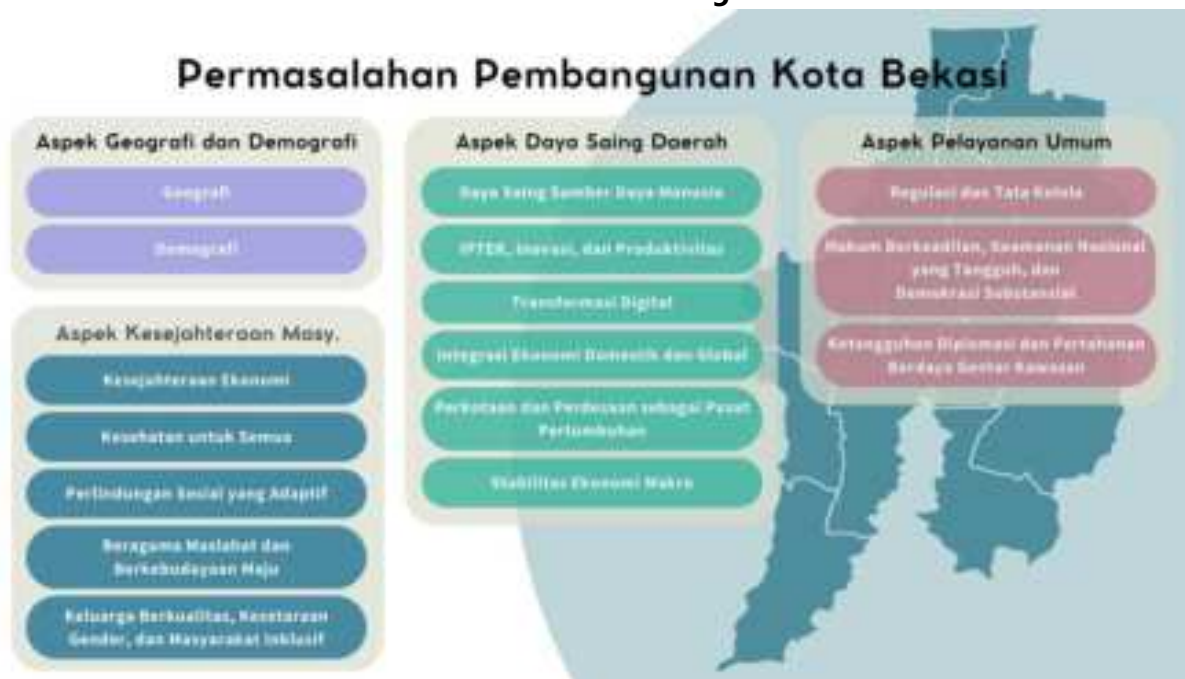 Permasalahan Pembangunan Kota Bekasi
Aspek Geografi dan Demografi
Geografi
Demografi
Aspek Kesejahteraan Masy.
Kesejahteraan Ekonomi
Kesehatan untuk Semua
Perlindungan Sosial yang Adaptif
Beragama Maslahat dan
Berkebudayaan Maju
Keluarga Berkualitas, Kesetaraan
Gender, dan Masyarakat Inklusif
Aspek Daya Saing Daerah
Daya Saing Sumber Daya Manusia
IPTEK, Inovasi, dan Produktivitas
Transformasi Digital
Integrasi Ekonomi Domestik dan Global
Perkotaan dan Perdesaan sebagai Pusat
Pertumbuhan
Stabilitas Ekonomi Makro
Aspek Pelayanan Umum
Regulasi dan Tata Kelola
Hukum Berkeadilan, Keamanan Nasional
yang Tangguh, dan
Demokrasi Substansial
Ketangguhan Diplomasi dan Pertahanan
Berdaya Gentar Kawasan